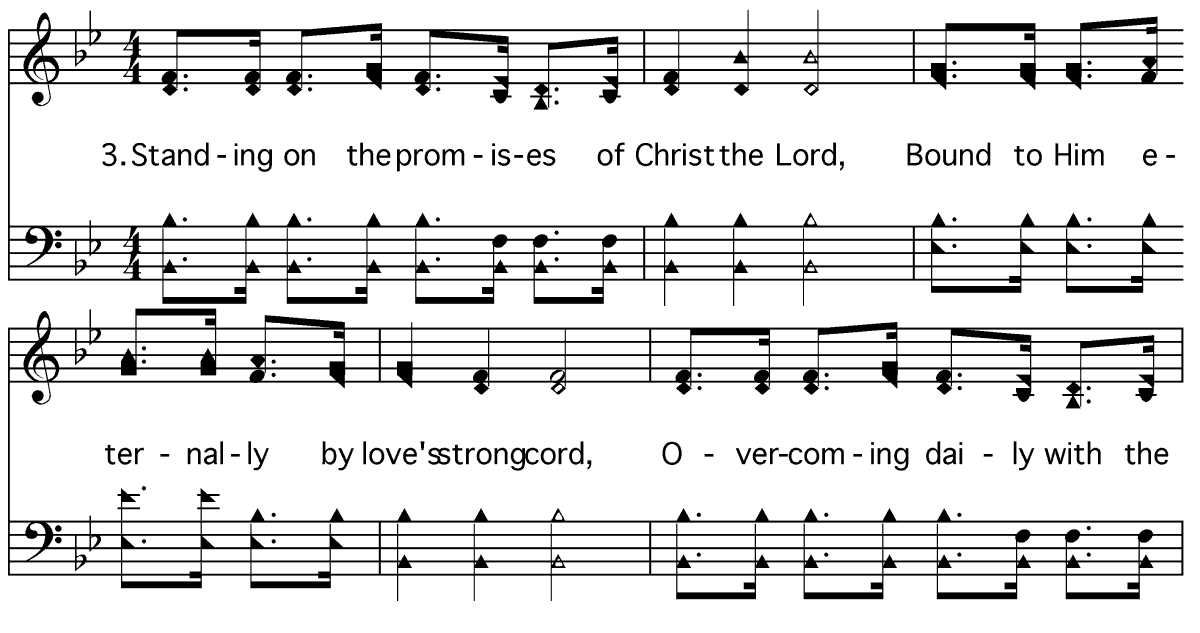 3. Stand - ing on the prom - is - es of Christ the Lord, Bound to Him e -
ter - nal - ly by love's strong cord, O - ver - com - ing dai - ly with the